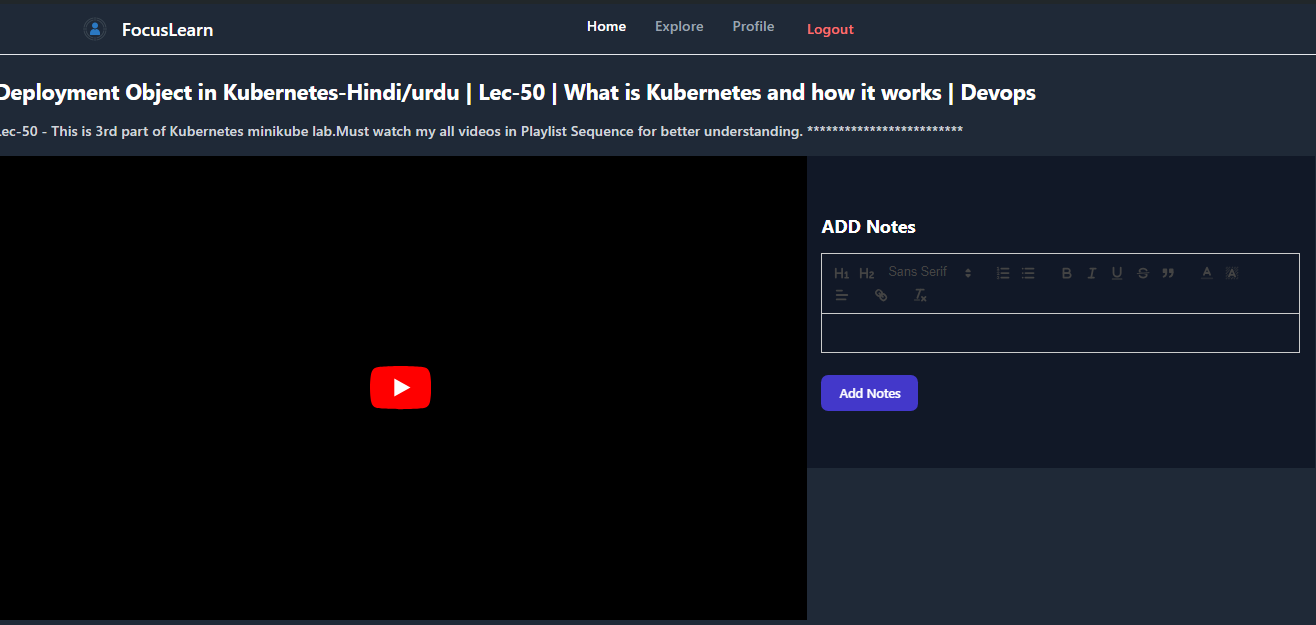 FocusLearn
Home Explore Profile Logout
Deployment Object in Kubernetes-Hindi/urdu | Lec-50 | What is Kubernetes and how it works | Devops
Lec-50 - This is 3rd part of Kubernetes minikube lab.Must watch my all videos in Playlist Sequence for better understanding. *************************
ADD Notes
H1 H2 Sans Serif B I U S A A
Tx
Add Notes